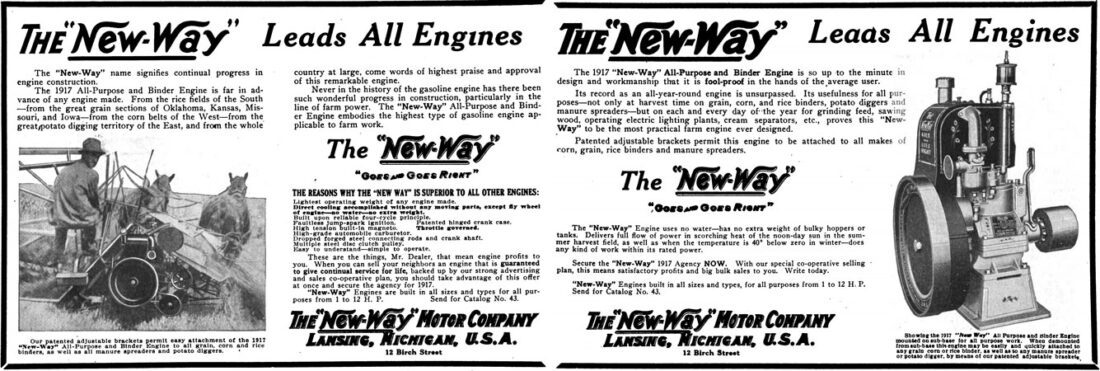 THE "New-Way" Leads All Engines
The "New-Way" name signifies continual progress in
engine construction.
The 1917 All-Purpose and Binder Engine is far in ad-
vance of any engine made. From the rice fields of the South
—from the great grain sections of Oklahoma, Kansas, Mis-
souri, and Iowa—from the corn belts of the West—from the
great potato digging territory of the East, and from the whole
Our patented adjustable brackets permit easy attachment of the 1917
"New-Way" All-Purpose and Binder Engine to all grain, corn and rice
binders, as well as all manure spreaders and potato diggers.
country at large, come words of highest praise and approval
of this remarkable engine.
Never in the history of the gasoline engine has there been
such wonderful progress in construction, particularly in the
line of farm power. The "New-Way" All-Purpose and Bind-
er Engine embodies the highest type of gasoline engine ap-
plicable to farm work.
The "New-Way"
"GOES AND GOES RIGHT"
THE REASONS WHY THE "NEW WAY" IS SUPERIOR TO ALL OTHER ENGINES:
Lightest operating weight of any engine made.
Direct cooling accomplished without any moving parts, except fly wheel
of engine—no water—no extra weight.
Built upon reliable four-cycle principle.
Faultless jump-spark ignition. Patented hinged crank case.
High tension built-in magneto. Throttle governed.
High-grade automobile carburetor.
Dropped forged steel connecting rods and crank shaft.
Multiple steel disc clutch pulley.
Easy to understand—simple to operate.
These are the things, Mr. Dealer, that mean engine profits to
you. When you can sell your neighbors an engine that is guaranteed
to give continual service for life, backed up by our strong advertising
and sales co-operative plan, you should take advantage of this offer
at once and secure the agency for 1917.
"New-Way" Engines are built in all sizes and types for all pur-
poses from 1 to 12 H. P. Send for Catalog No. 43.
THE "New-Way" MOTOR COMPANY
LANSING, MICHIGAN, U.S.A.
12 Birch Street
THE "New-Way" Leads All Engines
The 1917 "New-Way" All-Purpose and Binder Engine is so up to the minute in
design and workmanship that it is fool-proof in the hands of the average user.
Its record as an all-year-round engine is unsurpassed. Its usefulness for all pur-
poses—not only at harvest time on grain, corn, and rice binders, potato diggers and
manure spreaders—but on each and every day of the year for grinding feed, sawing
wood, operating electric lighting plants, cream separators, etc., proves this "New-
Way" to be the most practical farm engine ever designed.
Patented adjustable brackets permit this engine to be attached to all makes of
corn, grain, rice binders and manure spreaders.
The "New-Way"
"GOES AND GOES RIGHT"
The "New-Way" Engine uses no water—has no extra weight of bulky hoppers or
tanks. Delivers full flow of power in scorching heat of the noon-day sun in the sum-
mer harvest field, as well as when the temperature is 40° below zero in winter—does
any kind of work within its rated power.
Secure the "New-Way" 1917 Agency NOW. With our special co-operative selling
plan, this means satisfactory profits and big bulk sales to you. Write today.
"New-Way" Engines are built in all sizes and types, for all purposes from 1 to 12 H. P.
Send for Catalog No. 43.
THE "New-Way" MOTOR COMPANY
LANSING, MICHIGAN, U.S.A.
12 Birch Street
Showing the 1917 "New Way" All Purpose and Binder Engine
mounted on sub-base for all purpose work. When demounted
from sub-base this engine may be easily and quickly attached to
any grain corn or rice binder, as well as to any manure spreader
or potato digger, by means of our patented adjustable brackets.